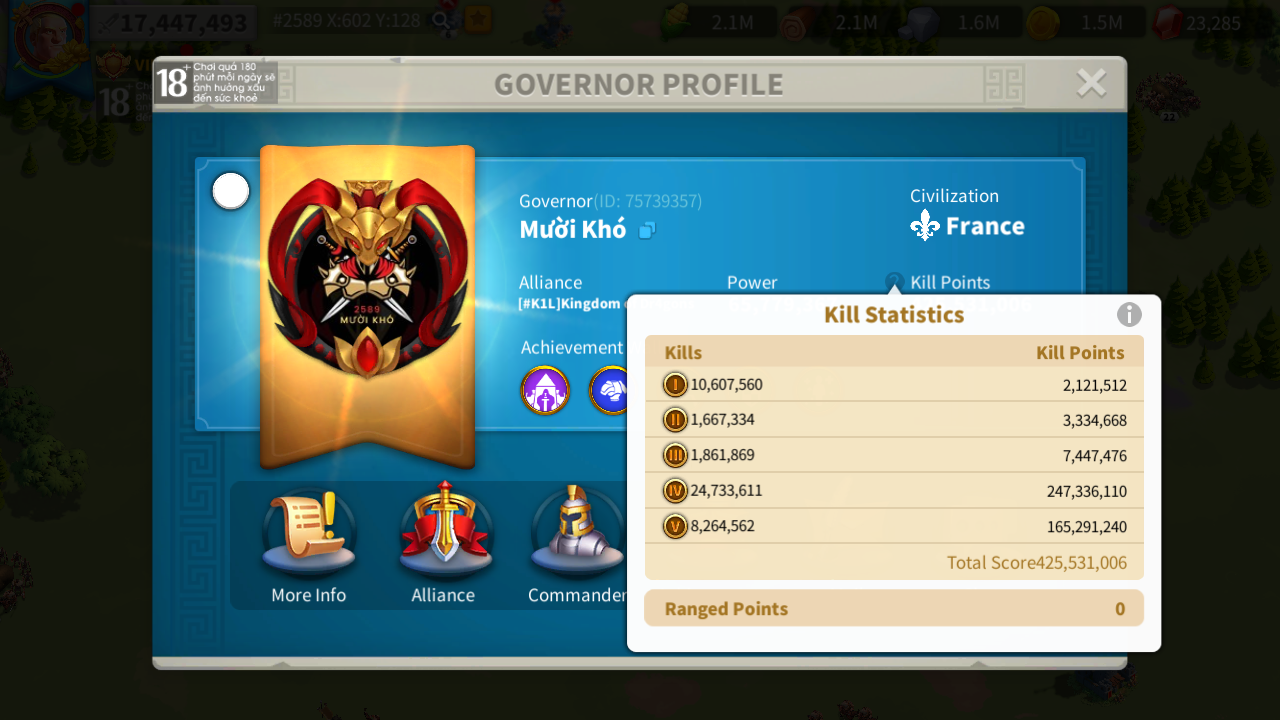 17,447,493
#2589 X:602 Y:128
2.1M
2.1M
1.6M
1.5M
23,285
18+
Chơi quá 180
phút mỗi ngày sẽ
ảnh hưởng xấu
đến sức khoẻ
GOVERNOR PROFILE
22
Governor(ID: 75739357)
Mười Khó
Civilization
France
Alliance
Power
Kill Points
[#K1L]Kingdom
2589
MƯỜI KHÓ
Achievement
Kill Statistics
Kills
Kill Points
I
10,607,560
2,121,512
II
1,667,334
3,334,668
III
1,861,869
7,447,476
IV
24,733,611
247,336,110
V
8,264,562
165,291,240
Total Score425,531,006
Ranged Points
0
More Info
Alliance
Commander